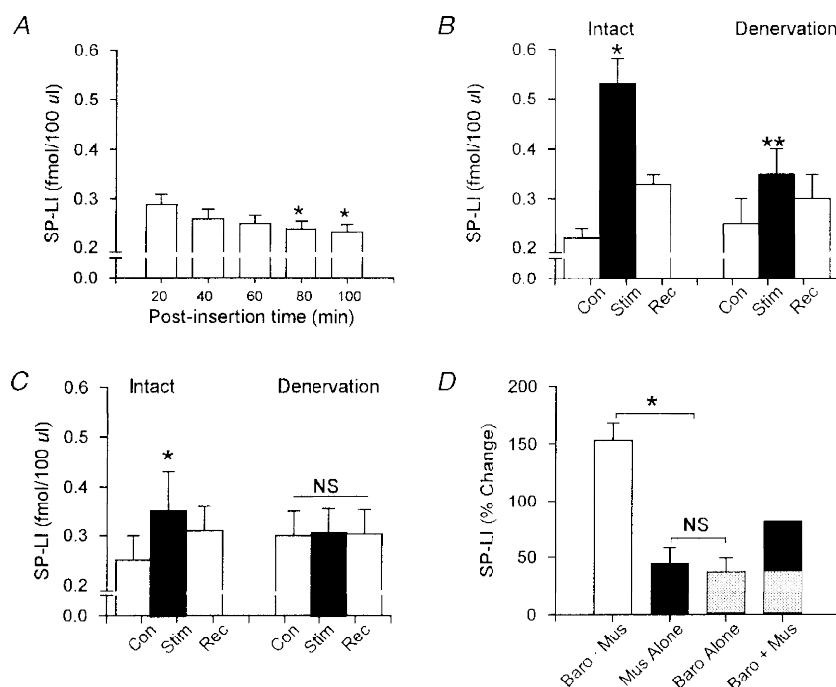 A
SP-LI (fmol/100 ul)
0.6
0.5
0.4
0.3
0.2
0.0
* *
20 40 60 80 100
Post-insertion time (min)
B
Intact Denervation
SP-LI (fmol/100 ul)
0.6
0.5
0.4
0.3
0.2
0.0
*
**
Con Stim Rec Con Stim Rec
C
Intact Denervation
SP-LI (fmol/100 ul)
0.6
0.5
0.4
0.3
0.2
0.0
*
NS
Con Stim Rec Con Stim Rec
D
SP-LI (% Change)
200
150
100
50
0
*
NS
Baro · Mus
Mus Alone
Baro Alone
Baro + Mus